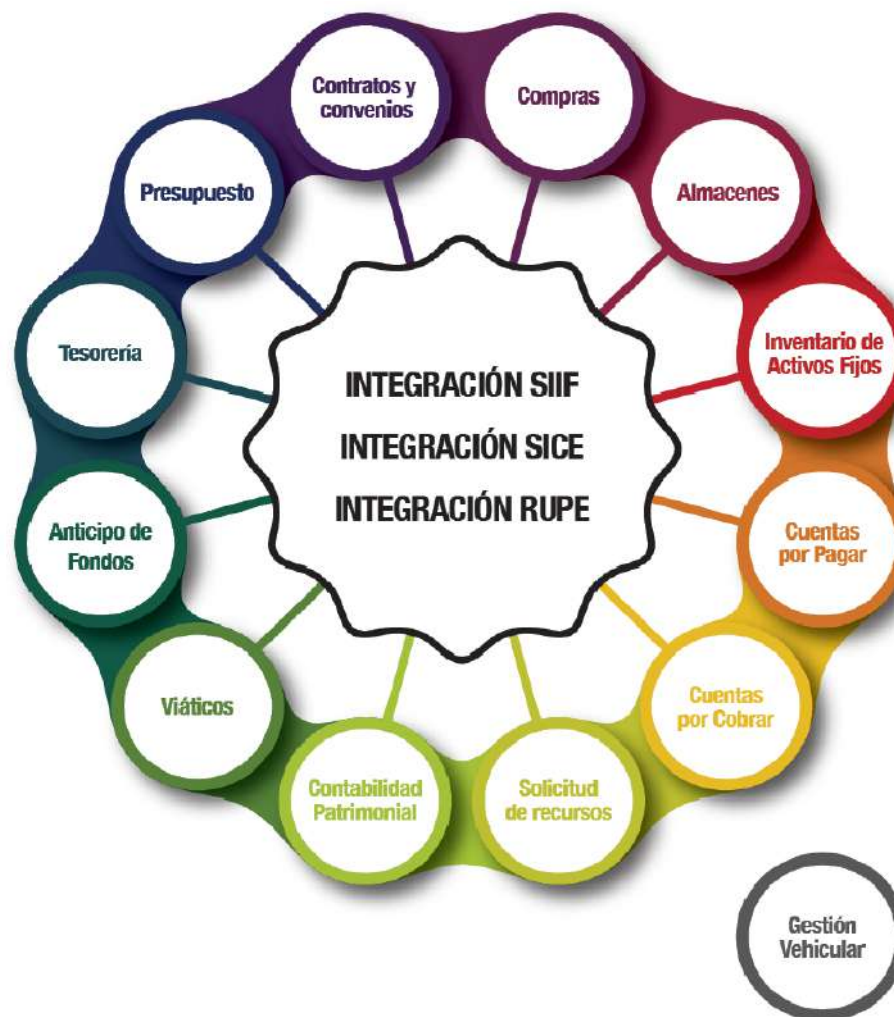 Contratos y
convenios
Compras
Presupuesto
Almacenes
Tesorería
Inventario de
Activos Fijos
INTEGRACIÓN SIIF
INTEGRACIÓN SICE
INTEGRACIÓN RUPE
Anticipo de
Fondos
Cuentas
por Pagar
Viáticos
Cuentas
por Cobrar
Contabilidad
Patrimonial
Solicitud
de recursos
Gestión
Vehicular